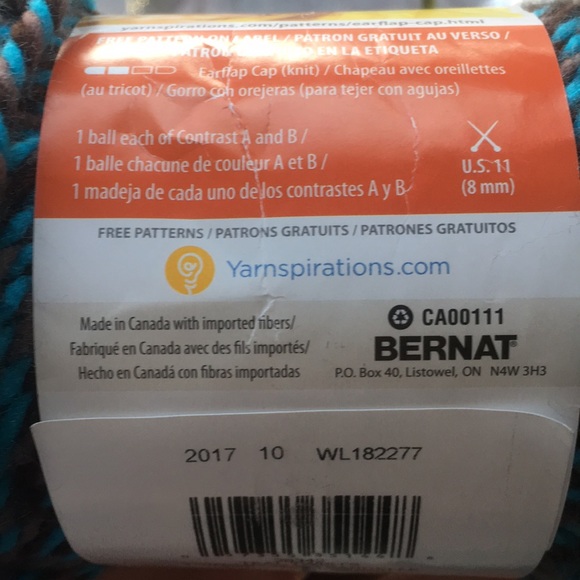 yarnspirations.com/patterns/earflap-cap.html
FREE PATTERN ON LABEL / PATRON GRATUIT AU VERSO /
EN LA ETIQUETA
Earflap Cap (knit) / Chapeau avec oreillettes
(au tricot) / Gorro con orejeras (para tejer con agujas)
1 ball each of Contrast A and B /
1 balle chacune de couleur A et B /
1 madeja de cada uno de los contrastes A y B
U.S. 11
(8 mm)
FREE PATTERNS / PATRONS GRATUITS / PATRONES GRATUITOS
Yarnspirations.com
Made in Canada with imported fibers/
Fabriqué en Canada avec des fils importés/
Hecho en Canadá con fibras importadas
CA00111
BERNAT®
P.O. Box 40, Listowel, ON N4W 3H3
2017 10 WL182277